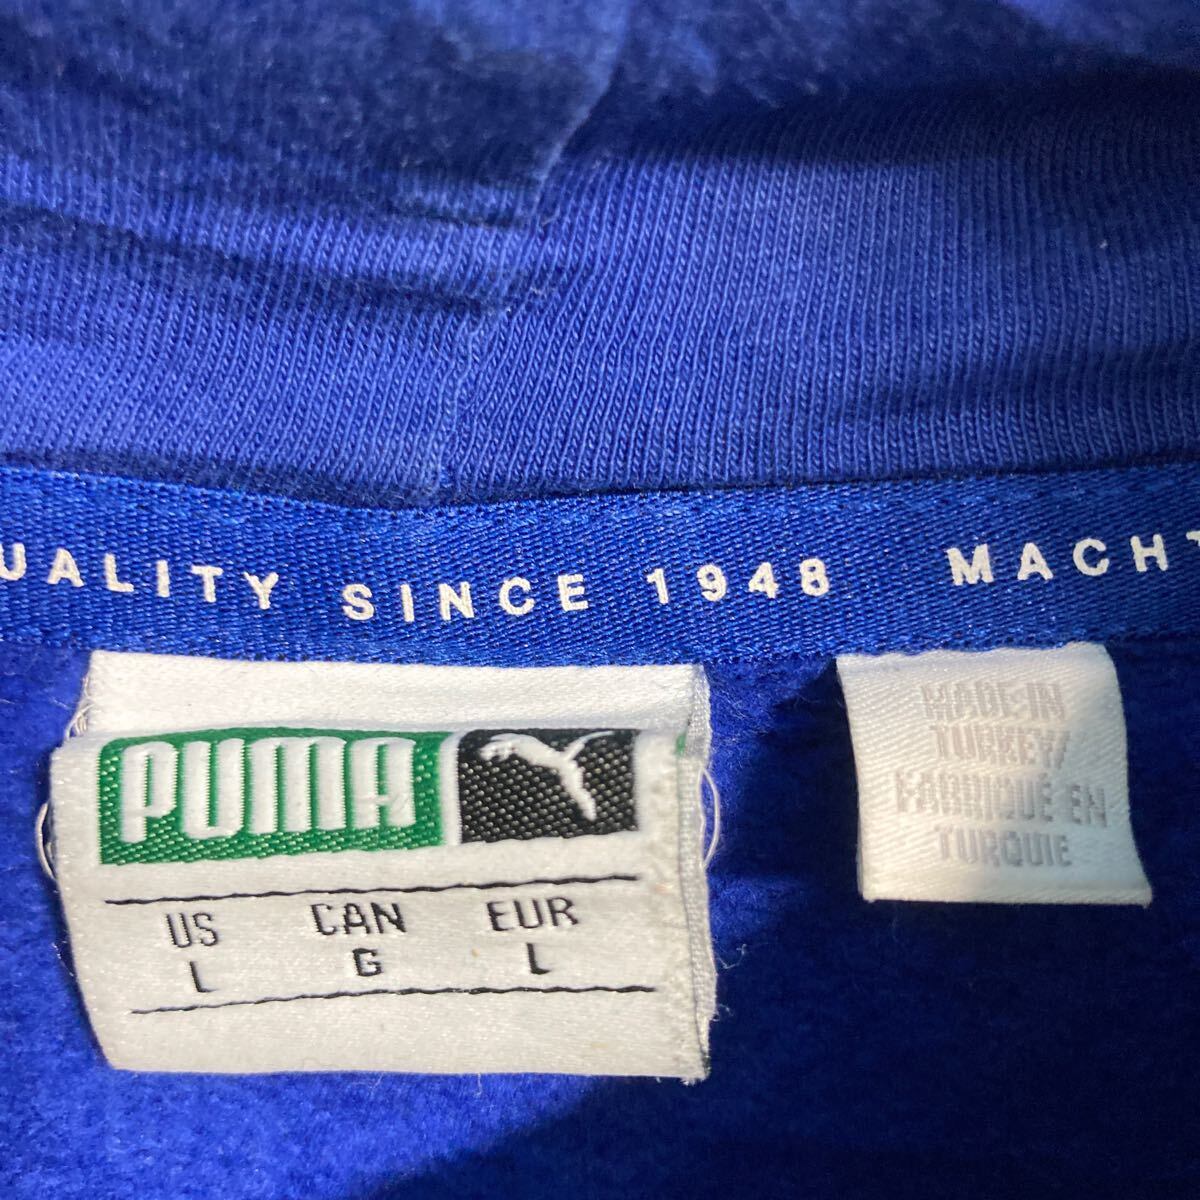 UALITY SINCE 1948 MACHT
PUMA
US CAN EUR
L G L
MADE IN
TURKEY/
FABRIQUÉ EN
TURQUIE